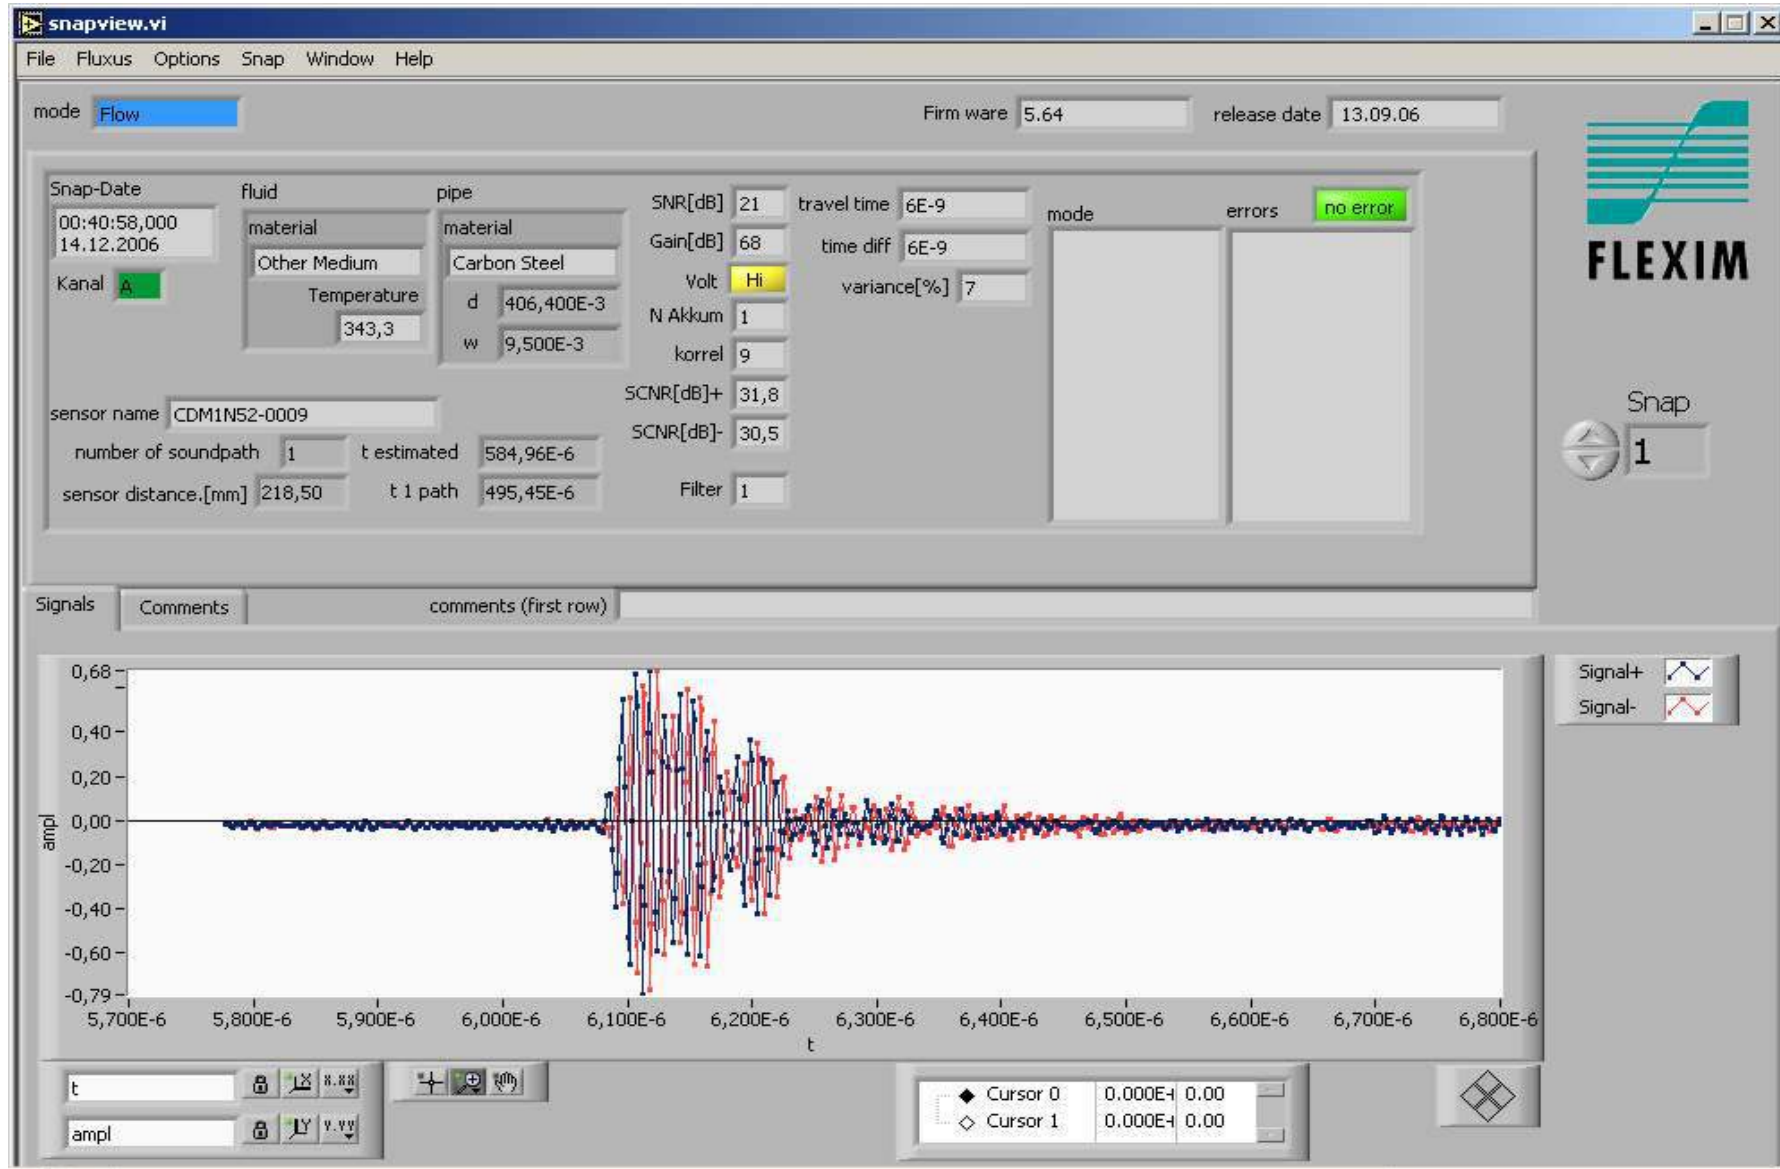 snapview.vi
File Fluxus Options Snap Window Help
mode Flow Firm ware 5.64 release date 13.09.06
FLEXIM
Snap-Date
00:40:58,000
14.12.2006
Kanal A
fluid
material
Other Medium
Temperature
343,3
pipe
material
Carbon Steel
d 406,400E-3
w 9,500E-3
sensor name CDM1N52-0009
number of soundpath 1 t estimated 584,96E-6
sensor distance.[mm] 218,50 t 1 path 495,45E-6
SNR[dB] 21
Gain[dB] 68
Volt Hi
N Akkum 1
korrel 9
SCNR[dB]+ 31,8
SCNR[dB]- 30,5
Filter 1
travel time 6E-9
time diff 6E-9
variance[%] 7
mode
errors no error
Snap
1
Signals Comments comments (first row)
ampl
0,68
0,40
0,20
0,00
-0,20
-0,40
-0,60
-0,79
5,700E-6 5,800E-6 5,900E-6 6,000E-6 6,100E-6 6,200E-6 6,300E-6 6,400E-6 6,500E-6 6,600E-6 6,700E-6 6,800E-6
t
Signal+
Signal-
t X X.XX
ampl Y Y.YY
Cursor 0 0.000E+ 0.00
Cursor 1 0.000E+ 0.00